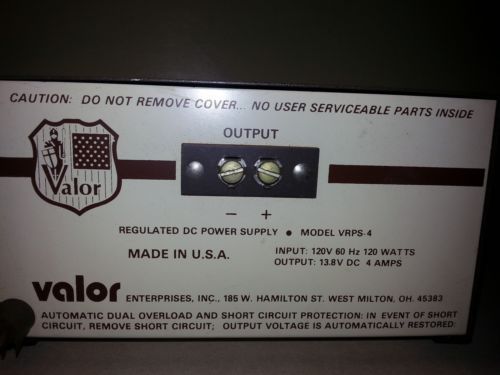 CAUTION: DO NOT REMOVE COVER... NO USER SERVICEABLE PARTS INSIDE
OUTPUT
Valor
– +
REGULATED DC POWER SUPPLY • MODEL VRPS-4
MADE IN U.S.A.
INPUT: 120V 60 Hz 120 WATTS
OUTPUT: 13.8V DC 4 AMPS
valor ENTERPRISES, INC., 185 W. HAMILTON ST. WEST MILTON, OH. 45383
AUTOMATIC DUAL OVERLOAD AND SHORT CIRCUIT PROTECTION: IN EVENT OF SHORT
CIRCUIT, REMOVE SHORT CIRCUIT; OUTPUT VOLTAGE IS AUTOMATICALLY RESTORED.